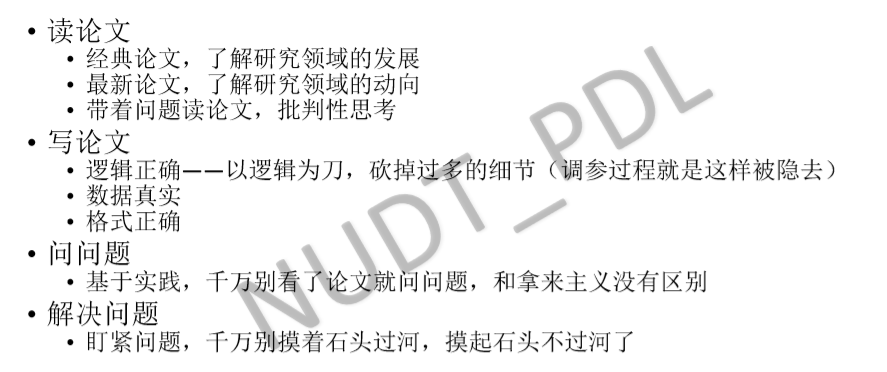 • 读论文
• 经典论文，了解研究领域的发展
• 最新论文，了解研究领域的动向
• 带着问题读论文，批判性思考
• 写论文
• 逻辑正确——以逻辑为刀，砍掉过多的细节（调参过程就是这样被隐去）
• 数据真实
• 格式正确
• 问问题
• 基于实践，千万别看了论文就问问题，和拿来主义没有区别
• 解决问题
• 盯紧问题，千万别摸着石头过河，摸起石头不过河了
NUDT_PDL